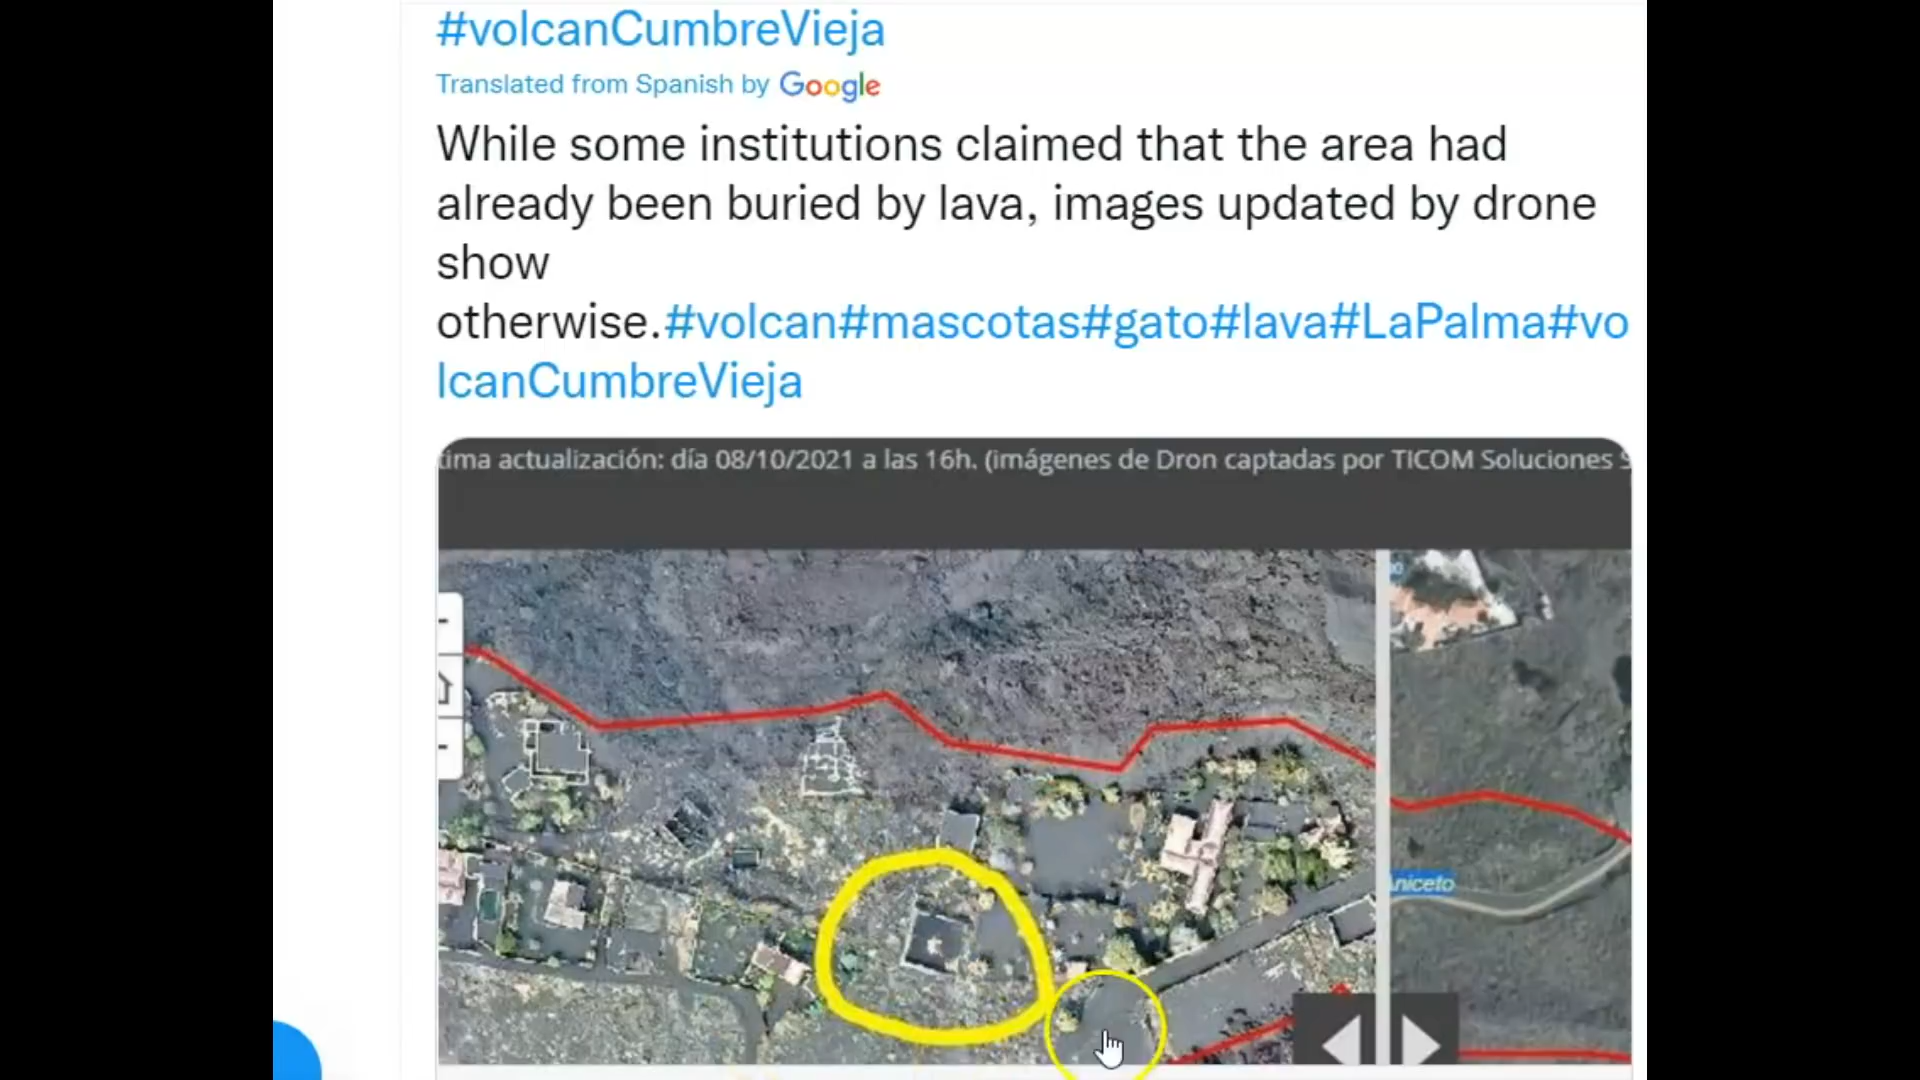 #volcanCumbreVieja
Translated from Spanish by Google
While some institutions claimed that the area had
already been buried by lava, images updated by drone
show
otherwise.#volcan#mascotas#gato#lava#LaPalma#vo
lcanCumbreVieja
tima actualización: día 08/10/2021 a las 16h. (imágenes de Dron captadas por TICOM Soluciones S
Aniceto